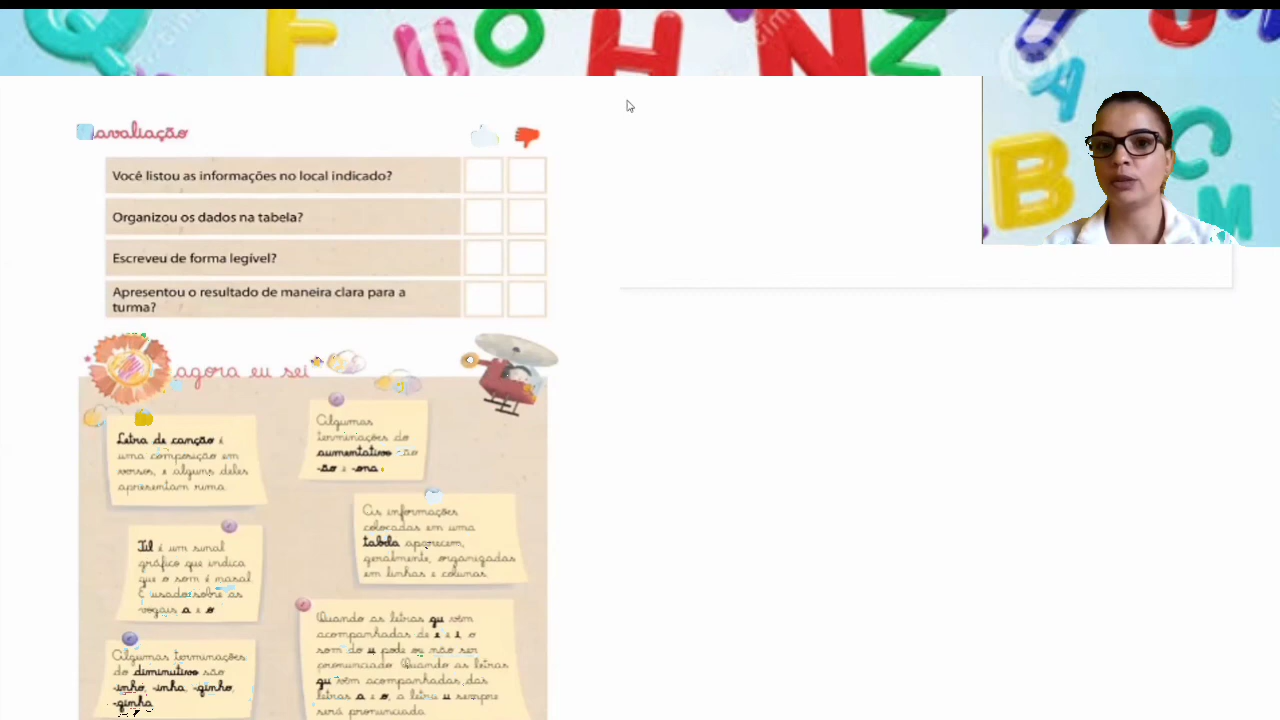 avaliação
Você listou as informações no local indicado?
Organizou os dados na tabela?
Escreveu de forma legível?
Apresentou o resultado de maneira clara para a
turma?
agora eu sei
Letra de canção é
uma composição em
versos, e alguns deles
apresentam rima.
Algumas
terminações do
aumentativo são
-ão e -ona.
Til é um sinal
gráfico que indica
que o som é nasal.
É usado sobre as
vogais a e o
As informações
colocadas em uma
tabela aparecem,
geralmente, organizadas
em linhas e colunas.
Algumas terminações
do diminutivo são
-inho, -inha, -zinho,
-zinha
Quando as letras gu vêm
acompanhadas de e e i, o
som do u pode ou não ser
pronunciado. Quando as letras
gu vêm acompanhadas das
letras a e o, a letra u sempre
será pronunciada.